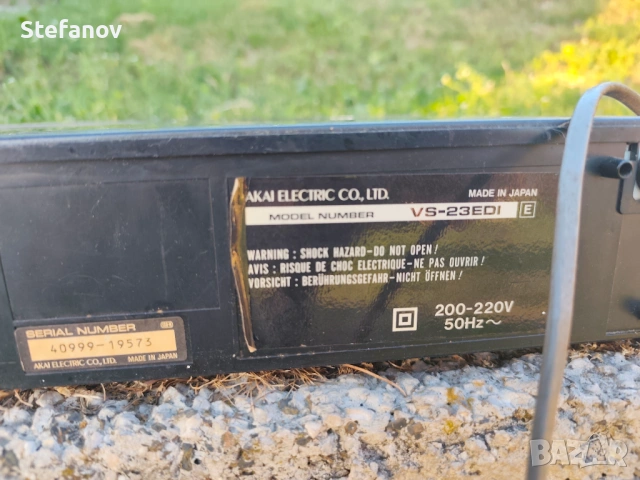 Stefanov
AKAI ELECTRIC CO., LTD. MADE IN JAPAN
MODEL NUMBER VS-23EDI E
WARNING : SHOCK HAZARD-DO NOT OPEN!
AVIS : RISQUE DE CHOC ELECTRIQUE-NE PAS OUVRIR!
VORSICHT : BERÜHRUNGSGEFAHR-NICHT ÖFFNEN!
200-220V
50Hz~
SERIAL NUMBER
40999-19573
AKAI ELECTRIC CO., LTD. MADE IN JAPAN
BAZAR